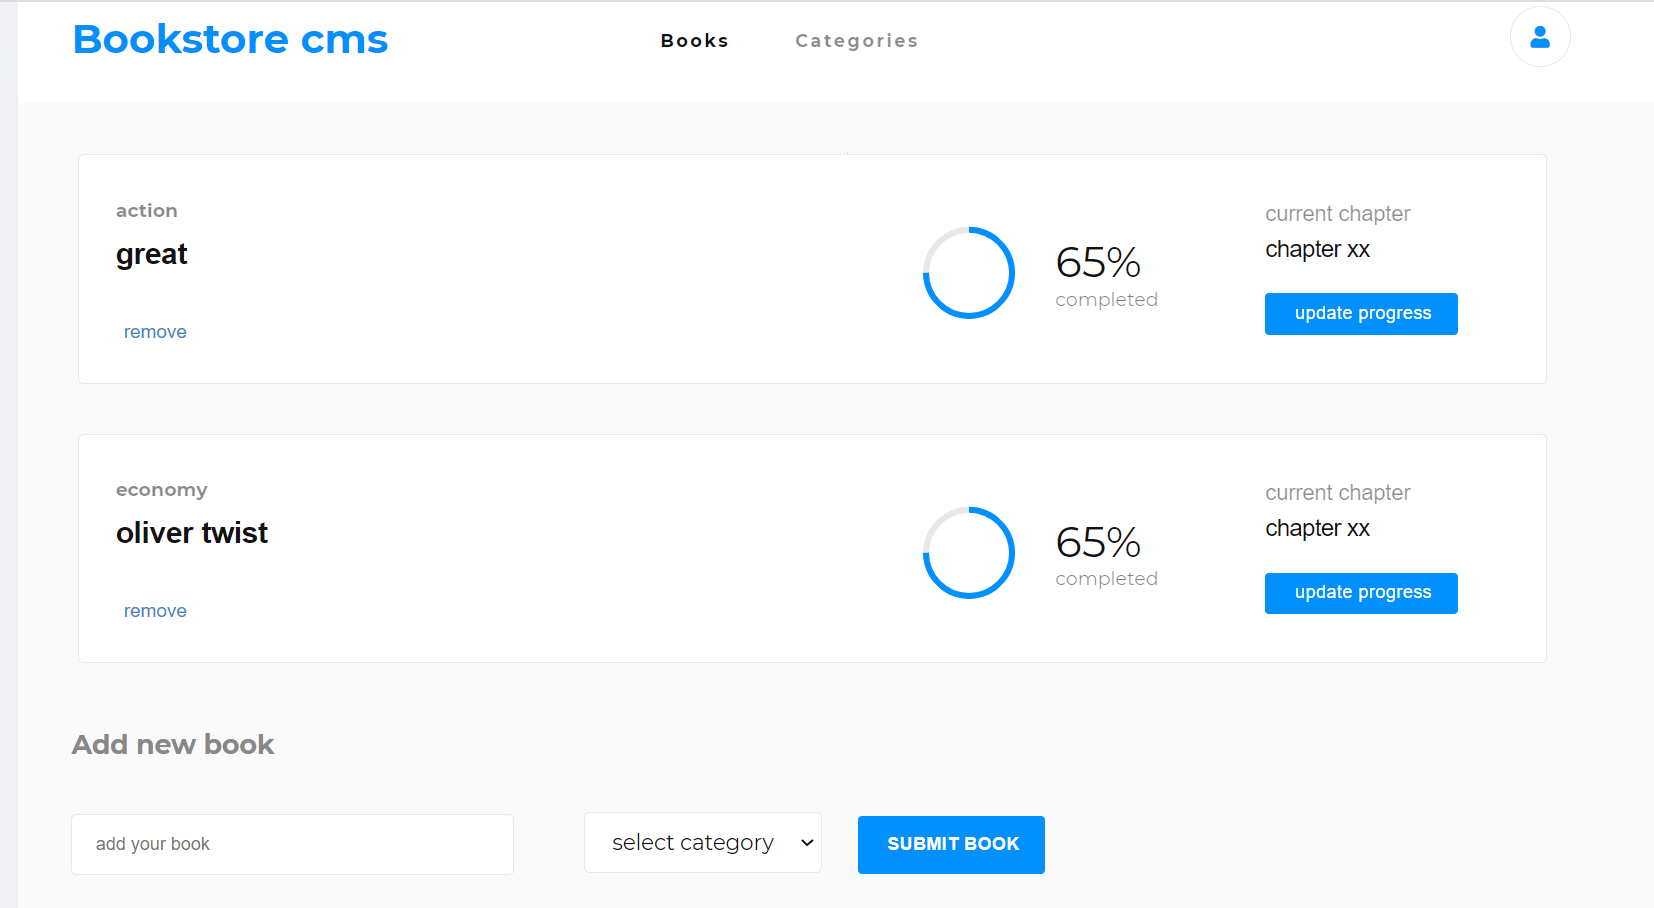 Bookstore cms
Books
Categories
action
great
remove
65%
completed
current chapter
chapter xx
update progress
economy
oliver twist
remove
65%
completed
current chapter
chapter xx
update progress
Add new book
add your book
select category
SUBMIT BOOK